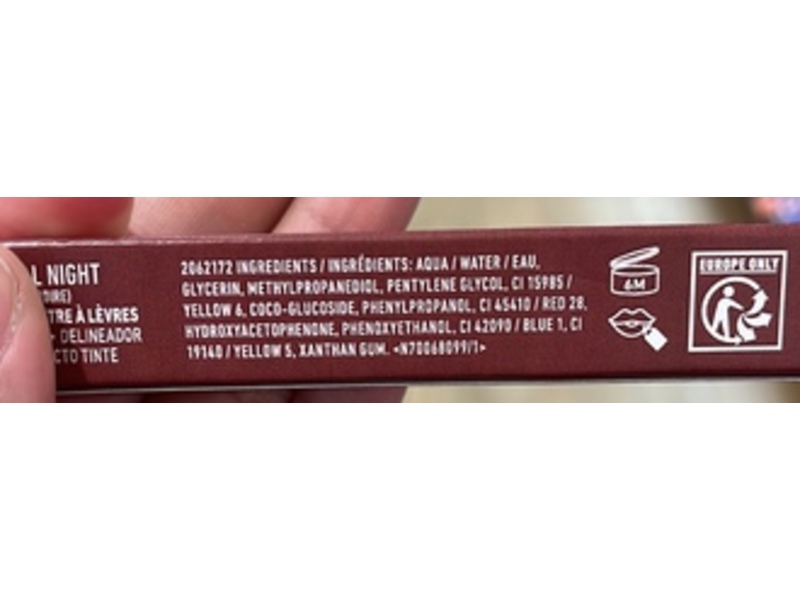 L NIGHT
OIRE)
TRE À LÈVRES
- DELINEADOR
CTO TINTE
2062172 INGREDIENTS / INGRÉDIENTS: AQUA / WATER / EAU,
GLYCERIN, METHYLPROPANEDIOL, PENTYLENE GLYCOL, CI 15985 /
YELLOW 6, COCO-GLUCOSIDE, PHENYLPROPANOL, CI 45410 / RED 28,
HYDROXYACETOPHENONE, PHENOXYETHANOL, CI 42090 / BLUE 1, CI
19140 / YELLOW 5, XANTHAN GUM. <N70068099/1>
6M
EUROPE ONLY